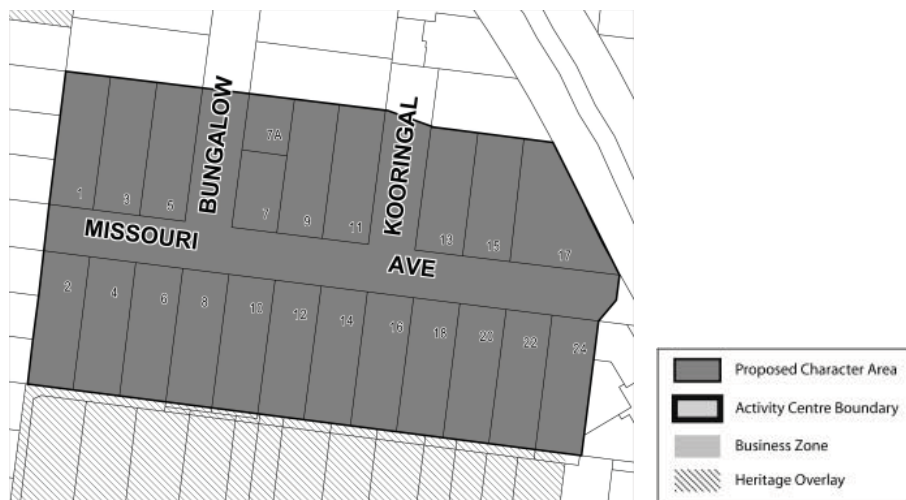 BUNGALOW
KOORINGAL
7A
1 3 5 7 9 11 13 15 17
MISSOURI AVE
2 4 6 8 10 12 14 16 18 20 22 24
Proposed Character Area
Activity Centre Boundary
Business Zone
Heritage Overlay